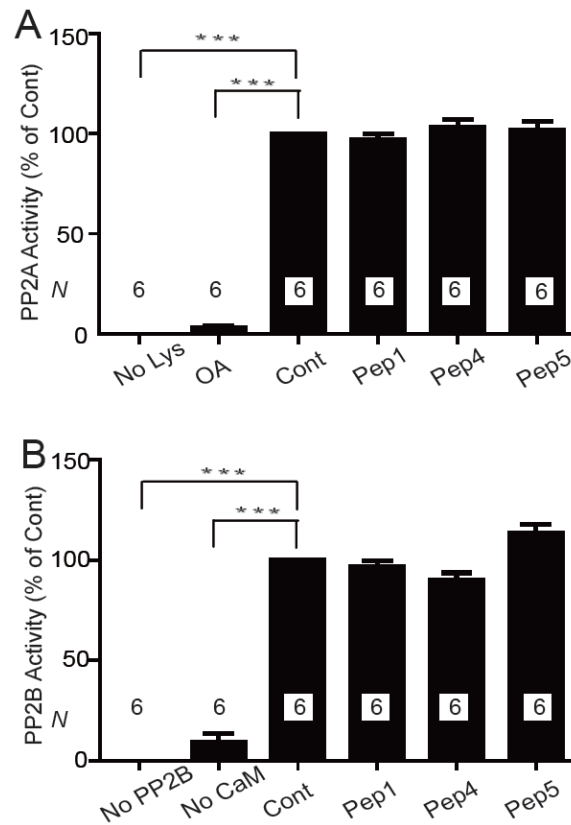 A
PP2A Activity (% of Cont)
150
100
50
0
***
***
N 6 6 6 6 6 6
No Lys OA Cont Pep1 Pep4 Pep5
B
PP2B Activity (% of Cont)
150
100
50
0
***
***
N 6 6 6 6 6 6
No PP2B No CaM Cont Pep1 Pep4 Pep5